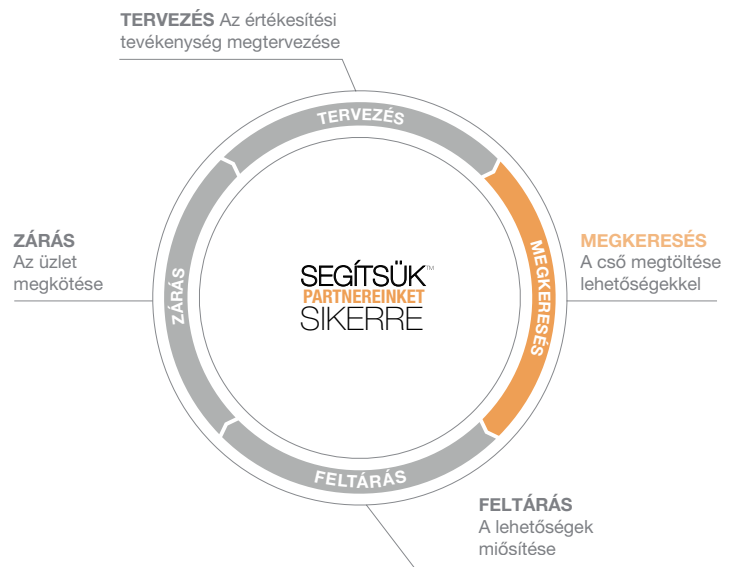 TERVEZÉS Az értékesítési
tevékenység megtervezése
TERVEZÉS
ZÁRÁS
Az üzlet
megkötése
ZÁRÁS
SEGÍTSÜK™
PARTNEREINKET
SIKERRE
MEGKERESÉS
MEGKERESÉS
A cső megtöltése
lehetőségekkel
FELTÁRÁS
FELTÁRÁS
A lehetőségek
miősítése